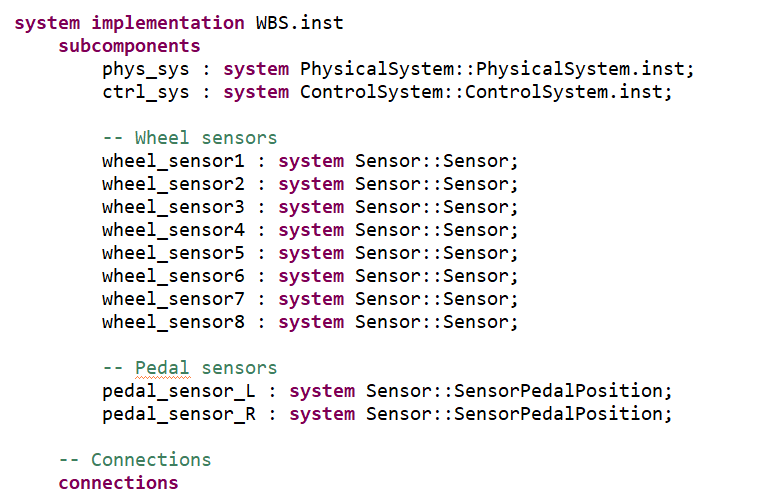 system implementation WBS.inst
subcomponents
phys_sys : system PhysicalSystem::PhysicalSystem.inst;
ctrl_sys : system ControlSystem::ControlSystem.inst;
-- Wheel sensors
wheel_sensor1 : system Sensor::Sensor;
wheel_sensor2 : system Sensor::Sensor;
wheel_sensor3 : system Sensor::Sensor;
wheel_sensor4 : system Sensor::Sensor;
wheel_sensor5 : system Sensor::Sensor;
wheel_sensor6 : system Sensor::Sensor;
wheel_sensor7 : system Sensor::Sensor;
wheel_sensor8 : system Sensor::Sensor;
-- Pedal sensors
pedal_sensor_L : system Sensor::SensorPedalPosition;
pedal_sensor_R : system Sensor::SensorPedalPosition;
-- Connections
connections